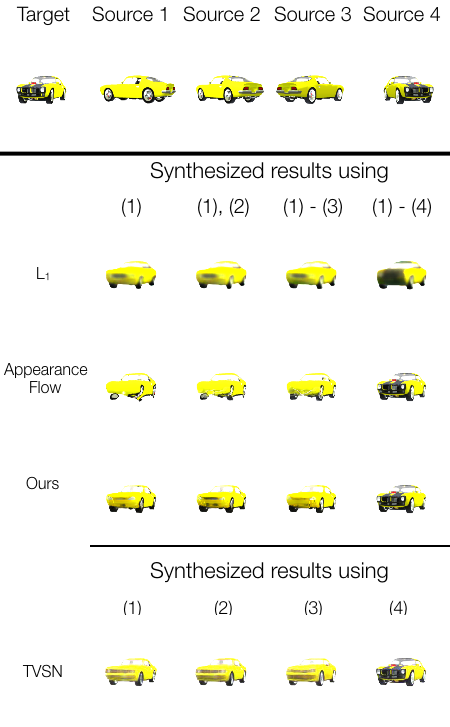 Target Source 1 Source 2 Source 3 Source 4
Synthesized results using
(1) (1), (2) (1) - (3) (1) - (4)
L₁
Appearance
Flow
Ours
Synthesized results using
(1) (2) (3) (4)
TVSN